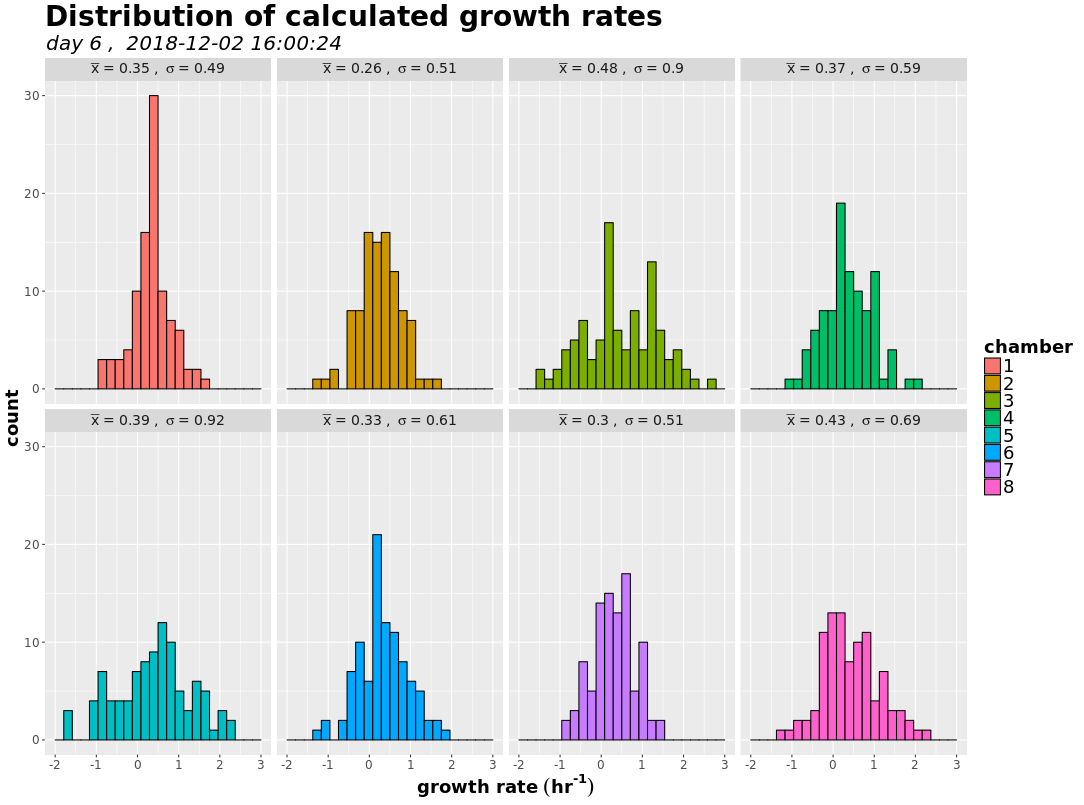 Distribution of calculated growth rates
day 6 ,  2018-12-02 16:00:24
x̅ = 0.35 ,  σ = 0.49
x̅ = 0.26 ,  σ = 0.51
x̅ = 0.48 ,  σ = 0.9
x̅ = 0.37 ,  σ = 0.59
30
20
10
0
x̅ = 0.39 ,  σ = 0.92
x̅ = 0.33 ,  σ = 0.61
x̅ = 0.3 ,  σ = 0.51
x̅ = 0.43 ,  σ = 0.69
30
20
10
0
-2 -1 0 1 2 3
-2 -1 0 1 2 3
-2 -1 0 1 2 3
-2 -1 0 1 2 3
count
growth rate (hr⁻¹)
chamber
1
2
3
4
5
6
7
8